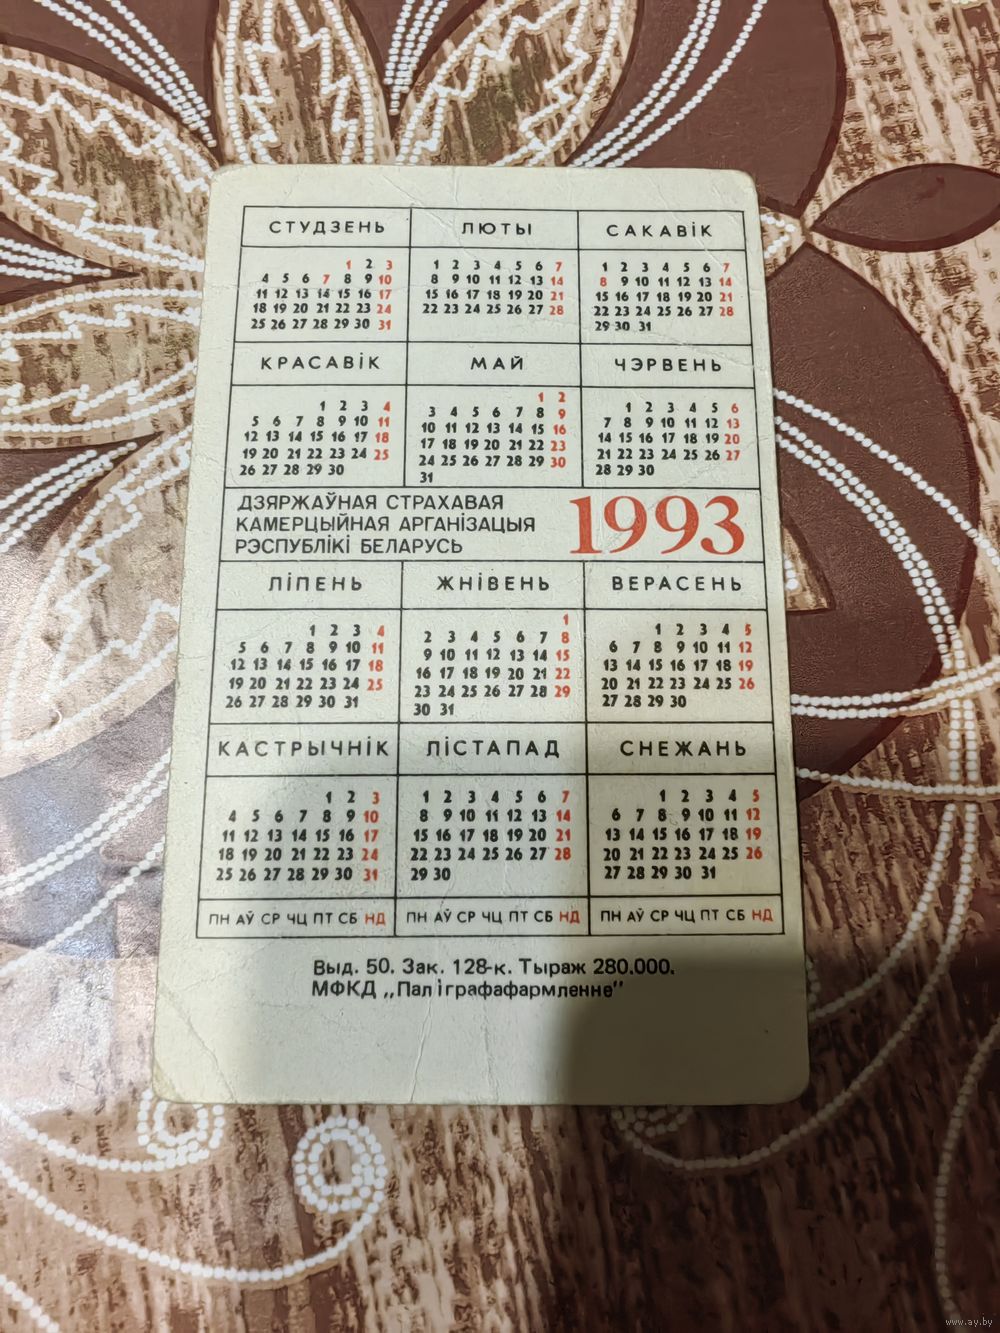 СТУДЗЕНЬ ЛЮТЫ САКАВІК
1 2 3 1 2 3 4 5 6 7 1 2 3 4 5 6 7
4 5 6 7 8 9 10 8 9 10 11 12 13 14 8 9 10 11 12 13 14
11 12 13 14 15 16 17 15 16 17 18 19 20 21 15 16 17 18 19 20 21
18 19 20 21 22 23 24 22 23 24 25 26 27 28 22 23 24 25 26 27 28
25 26 27 28 29 30 31 29 30 31
КРАСАВІК МАЙ ЧЭРВЕНЬ
1 2 3 4 1 2 1 2 3 4 5 6
5 6 7 8 9 10 11 3 4 5 6 7 8 9 7 8 9 10 11 12 13
12 13 14 15 16 17 18 10 11 12 13 14 15 16 14 15 16 17 18 19 20
19 20 21 22 23 24 25 17 18 19 20 21 22 23 21 22 23 24 25 26 27
26 27 28 29 30 24 25 26 27 28 29 30 28 29 30
31
ДЗЯРЖАЎНАЯ СТРАХАВАЯ
КАМЕРЦЫЙНАЯ АРГАНІЗАЦЫЯ
РЭСПУБЛІКІ БЕЛАРУСЬ
1993
ЛІПЕНЬ ЖНІВЕНЬ ВЕРАСЕНЬ
1 2 3 4 1 1 2 3 4 5
5 6 7 8 9 10 11 2 3 4 5 6 7 8 6 7 8 9 10 11 12
12 13 14 15 16 17 18 9 10 11 12 13 14 15 13 14 15 16 17 18 19
19 20 21 22 23 24 25 16 17 18 19 20 21 22 20 21 22 23 24 25 26
26 27 28 29 30 31 23 24 25 26 27 28 29 27 28 29 30
30 31
КАСТРЫЧНІК ЛІСТАПАД СНЕЖАНЬ
1 2 3 1 2 3 4 5 6 7 1 2 3 4 5
4 5 6 7 8 9 10 8 9 10 11 12 13 14 6 7 8 9 10 11 12
11 12 13 14 15 16 17 15 16 17 18 19 20 21 13 14 15 16 17 18 19
18 19 20 21 22 23 24 22 23 24 25 26 27 28 20 21 22 23 24 25 26
25 26 27 28 29 30 31 29 30 27 28 29 30 31
ПН АЎ СР ЧЦ ПТ СБ НД ПН АЎ СР ЧЦ ПТ СБ НД ПН АЎ СР ЧЦ ПТ СБ НД
Выд. 50. Зак. 128-к. Тыраж 280.000.
МФКД „Паліграфафармленне"
www.ay.by